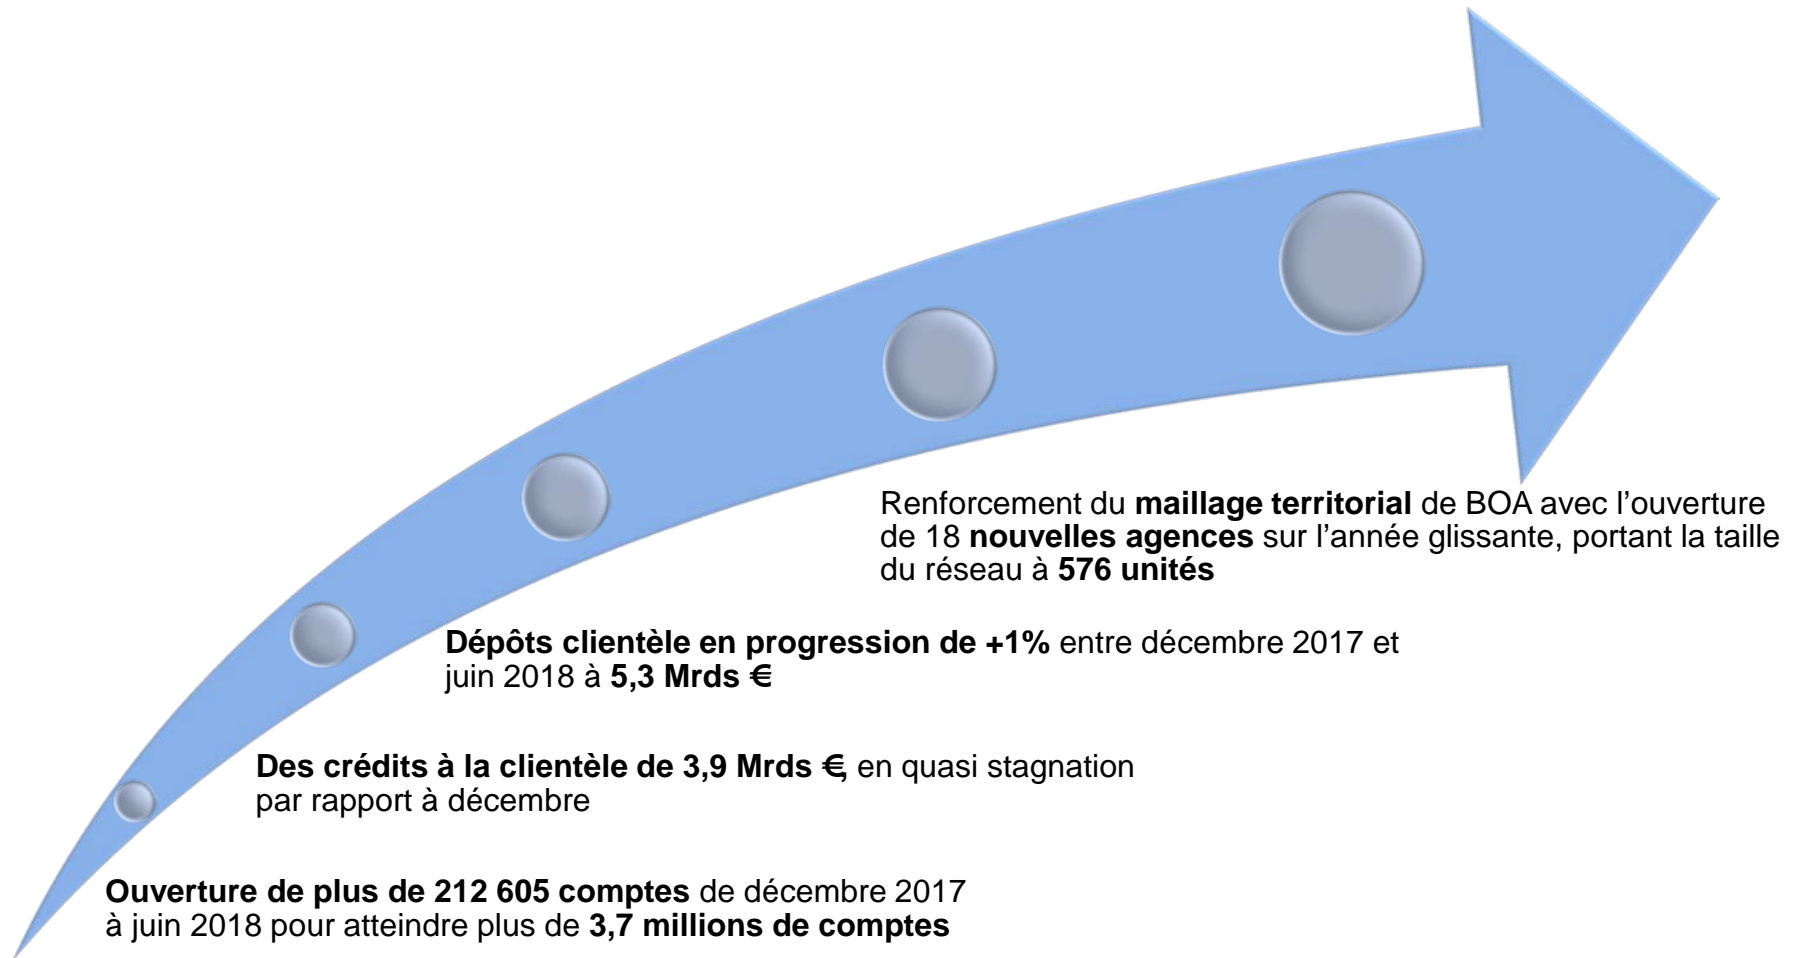 Renforcement du maillage territorial de BOA avec l’ouverture
de 18 nouvelles agences sur l’année glissante, portant la taille
du réseau à 576 unités
Dépôts clientèle en progression de +1% entre décembre 2017 et
juin 2018 à 5,3 Mrds €
Des crédits à la clientèle de 3,9 Mrds €, en quasi stagnation
par rapport à décembre
Ouverture de plus de 212 605 comptes de décembre 2017
à juin 2018 pour atteindre plus de 3,7 millions de comptes